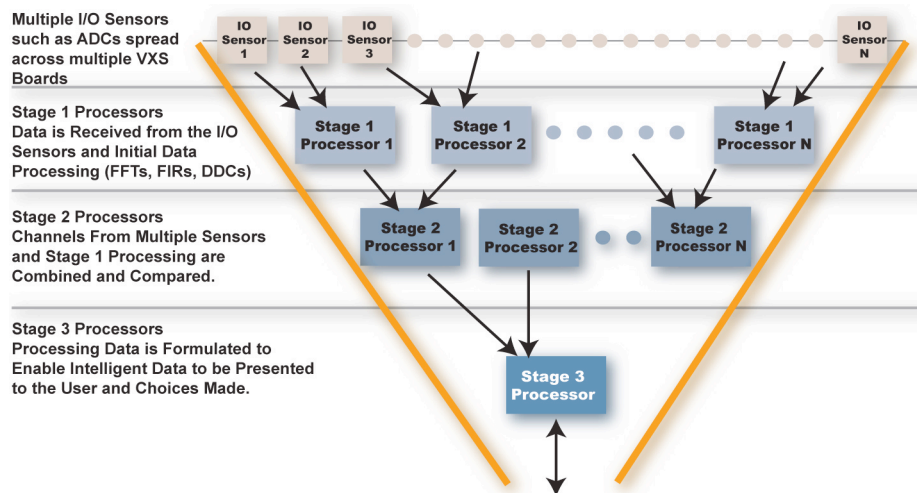 Multiple I/O Sensors
such as ADCs spread
across multiple VXS
Boards
IO
Sensor
1
IO
Sensor
2
IO
Sensor
3
IO
Sensor
N
Stage 1 Processors
Data is Received from the I/O
Sensors and Initial Data
Processing (FFTs, FIRs, DDCs)
Stage 1
Processor 1
Stage 1
Processor 2
Stage 1
Processor N
Stage 2 Processors
Channels From Multiple Sensors
and Stage 1 Processing are
Combined and Compared.
Stage 2
Processor 1
Stage 2
Processor 2
Stage 2
Processor N
Stage 3 Processors
Processing Data is Formulated to
Enable Intelligent Data to be Presented
to the User and Choices Made.
Stage 3
Processor